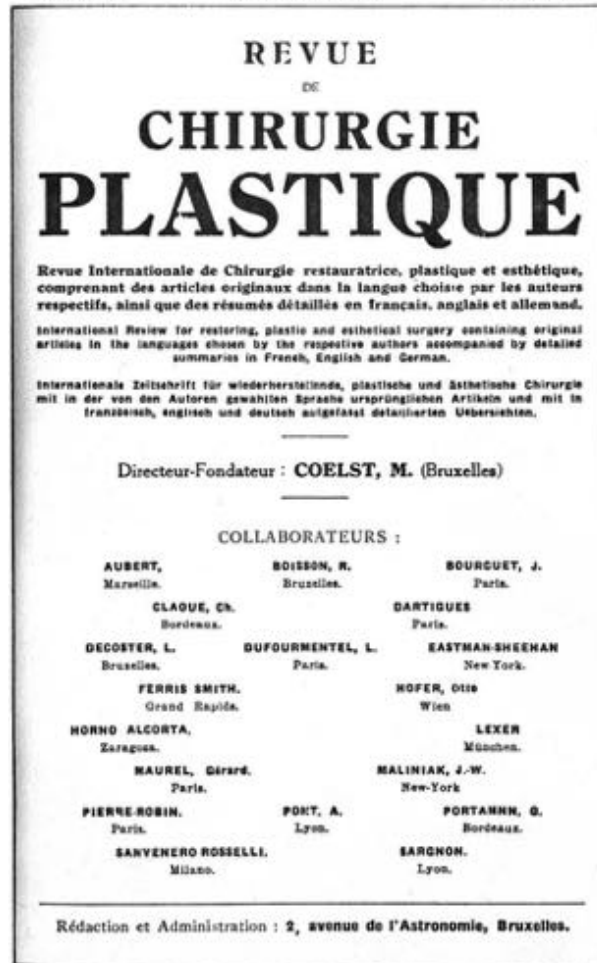 REVUE
DE
CHIRURGIE
PLASTIQUE
Revue Internationale de Chirurgie restauratrice, plastique et esthétique,
comprenant des articles originaux dans la langue choisie par les auteurs
respectifs, ainsi que des résumés détaillés en français, anglais et allemand.
International Review for restoring, plastic and esthetical surgery containing original
articles in the languages chosen by the respective authors accompanied by detailed
summaries in French, English and German.
Internationale Zeitschrift für wiederherstellende, plastische und ästhetische Chirurgie
mit in der von den Autoren gewahlten Sprache ursprünglichen Artikeln und mit in
französisch, englisch und deutsch aufgefasst detaillierten Uebersichten.
Directeur-Fondateur : COELST, M. (Bruxelles)
COLLABORATEURS :
AUBERT, BOISSON, R. BOURGUET, J.
Marseille. Bruxelles. Paris.
CLAOUE, Ch. DARTIGUES
Bordeaux. Paris.
DECOSTER, L. DUFOURMENTEL, L. EASTMAN-SHEEHAN
Bruxelles. Paris. New York.
FERRIS SMITH. HOFER, Otto
Grand Rapids. Wien
HORNO ALCORTA, LEXER
Zaragosa. München.
MAUREL, Gérard. MALINIAK, J.-W.
Paris. New-York
PIERRE-ROBIN. PONT, A. PORTMANN, G.
Paris. Lyon. Bordeaux.
SANVENERO ROSSELLI. SARGNON.
Milano. Lyon.
Rédaction et Administration : 2, avenue de l'Astronomie, Bruxelles.